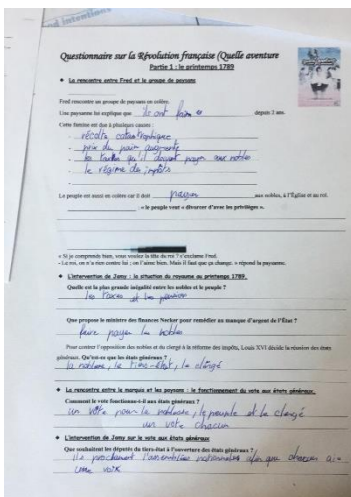 Questionnaire sur la Révolution française (Quelle aventure
Partie 1 : le printemps 1789
La rencontre entre Fred et le groupe de paysans
Fred rencontre un groupe de paysans en colère.
Une paysanne lui explique que ils ont faim depuis 2 ans.
Cette famine est due à plusieurs causes :
- récolte catastrophique
- prix du pain augmente
- la qu'il doivent payer aux nobles
- le régime des impôts
-
Le peuple est aussi en colère car il doit payer aux nobles, à l'Église et au roi.
« le peuple veut « divorcer d'avec les privilèges ».
« Si je comprends bien, vous voulez la tête du roi ? » s'exclame Fred.
- Le roi, on n'a rien contre lui ; on l'aime bien. Mais il faut que ça change. » répond la paysanne.
L'intervention de Jamy : la situation du royaume au printemps 1789.
Quelle est la plus grande inégalité entre les nobles et le peuple ?
les taxes et les
Que propose le ministre des finances Necker pour remédier au manque d'argent de l'État ?
faire payer les nobles
Pour contrer l'opposition des nobles et du clergé à la réforme des impôts, Louis XVI décide la réunion des états
généraux. Qu'est-ce que les états généraux ?
la noblesse, le tiers-état, le clergé
La rencontre entre le marquis et les paysans : le fonctionnement du vote aux états généraux.
Comment le vote fonctionne-t-il aux états généraux ?
un vote pour la noblesse, le peuple et le clergé
un vote chacun
L'intervention de Jamy sur le vote aux états généraux
Que souhaitent les députés du tiers-état à l'ouverture des états généraux ?
ils proclament l'assemblée nationale afin que chacun ai
une voix